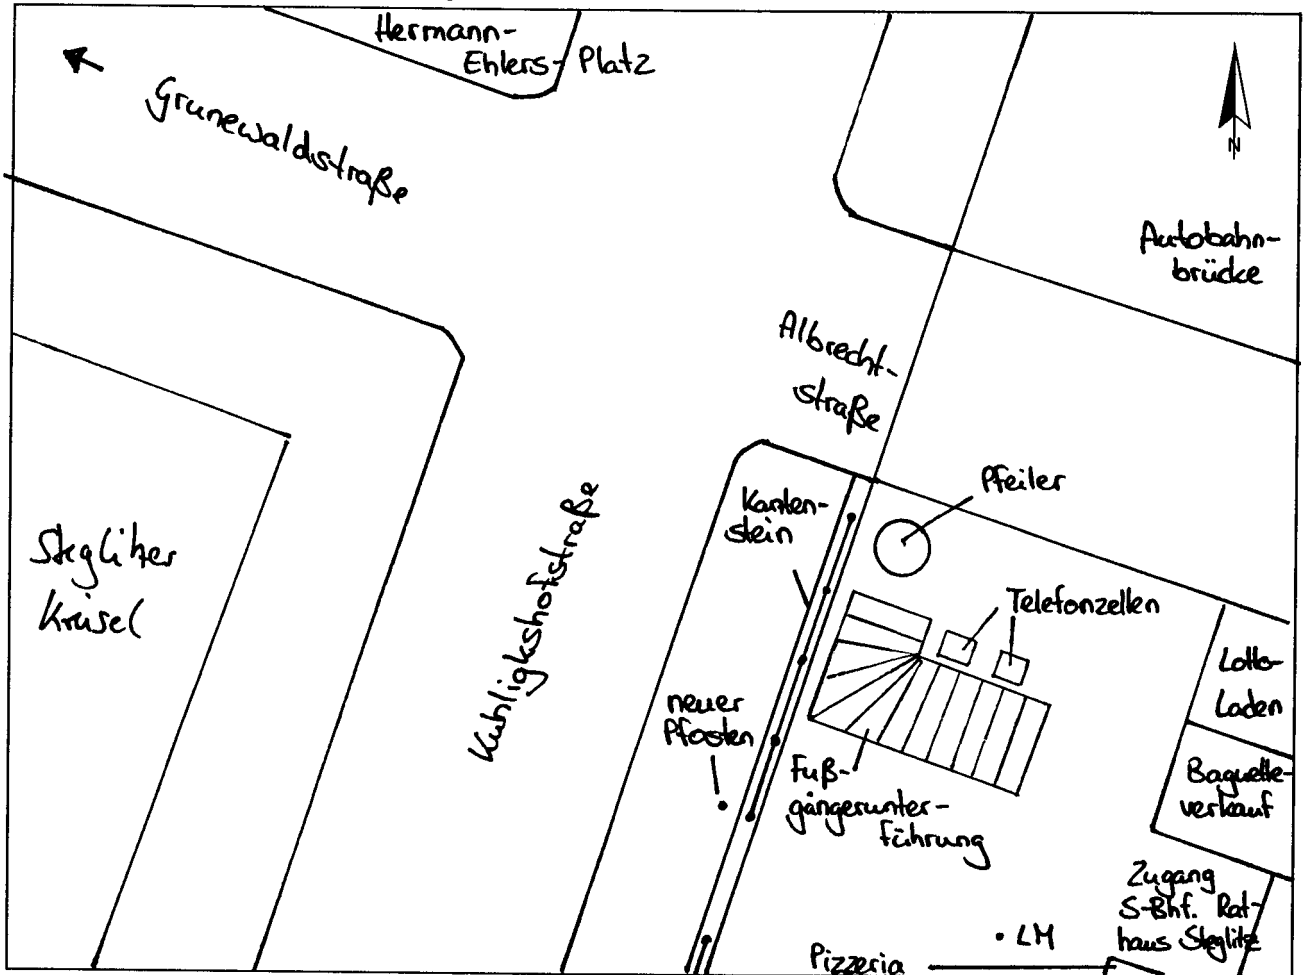 Hermann-
Ehlers-Platz
Grunewaldstraße
N
Autobahn-
brücke
Albrecht-
straße
Pfeiler
Kanten-
stein
Steglitzer
Kreisel
Kuhligkshofstraße
Telefonzellen
Lotto-
Laden
neuer
Pfosten
Fuß-
gängerunter-
führung
Baguette-
verkauf
Zugang
S-Bhf. Rat-
haus Steglitz
LM
Pizzeria